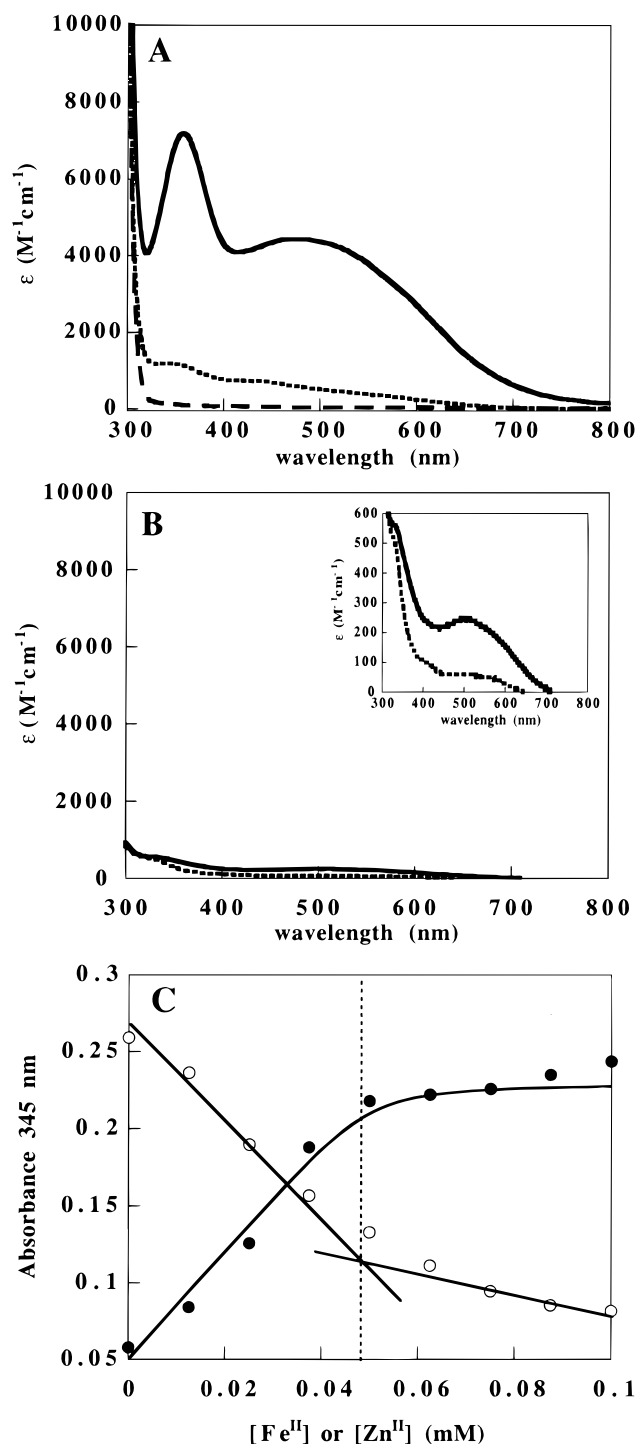 A
10000
8000
6000
4000
2000
0
ε (M⁻¹cm⁻¹)
300 400 500 600 700 800
wavelength (nm)
B
10000
8000
6000
4000
2000
0
ε (M⁻¹cm⁻¹)
300 400 500 600 700 800
wavelength (nm)
600
500
400
300
200
100
0
ε (M⁻¹cm⁻¹)
300 400 500 600 700 800
wavelength (nm)
C
0.3
0.25
0.2
0.15
0.1
0.05
Absorbance 345 nm
0 0.02 0.04 0.06 0.08 0.1
[Feᴵᴵ] or [Znᴵᴵ] (mM)